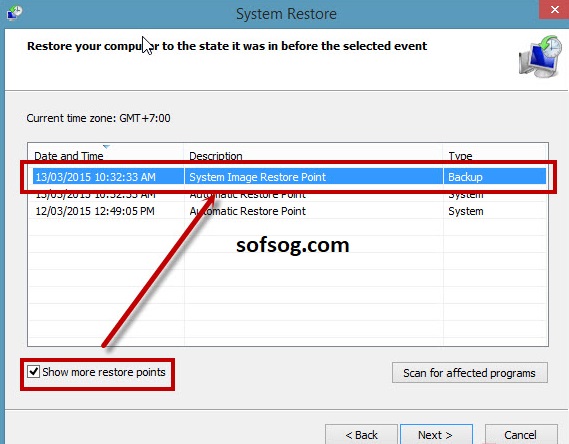 System Restore
Restore your computer to the state it was in before the selected event
Current time zone: GMT+7:00
Date and Time Description Type
13/03/2015 10:32:33 AM System Image Restore Point Backup
13/03/2015 10:32:33 AM Automatic Restore Point System
12/03/2015 12:49:05 PM Automatic Restore Point System
sofsog.com
Show more restore points Scan for affected programs
< Back Next > Cancel